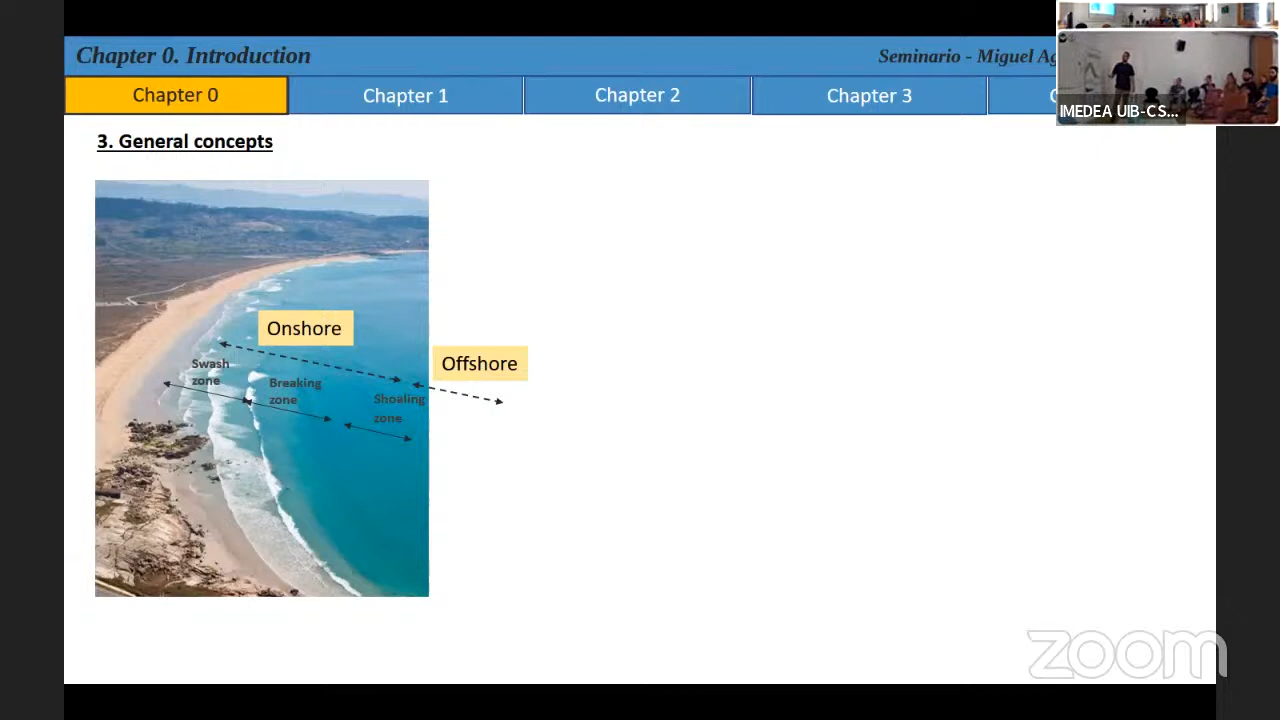 Chapter 0. Introduction
Seminario - Miguel
IMEDEA UIB-CS...
Chapter 0
Chapter 1
Chapter 2
Chapter 3
3. General concepts
Onshore
Offshore
Swash
zone
Breaking
zone
Shoaling
zone
zoom